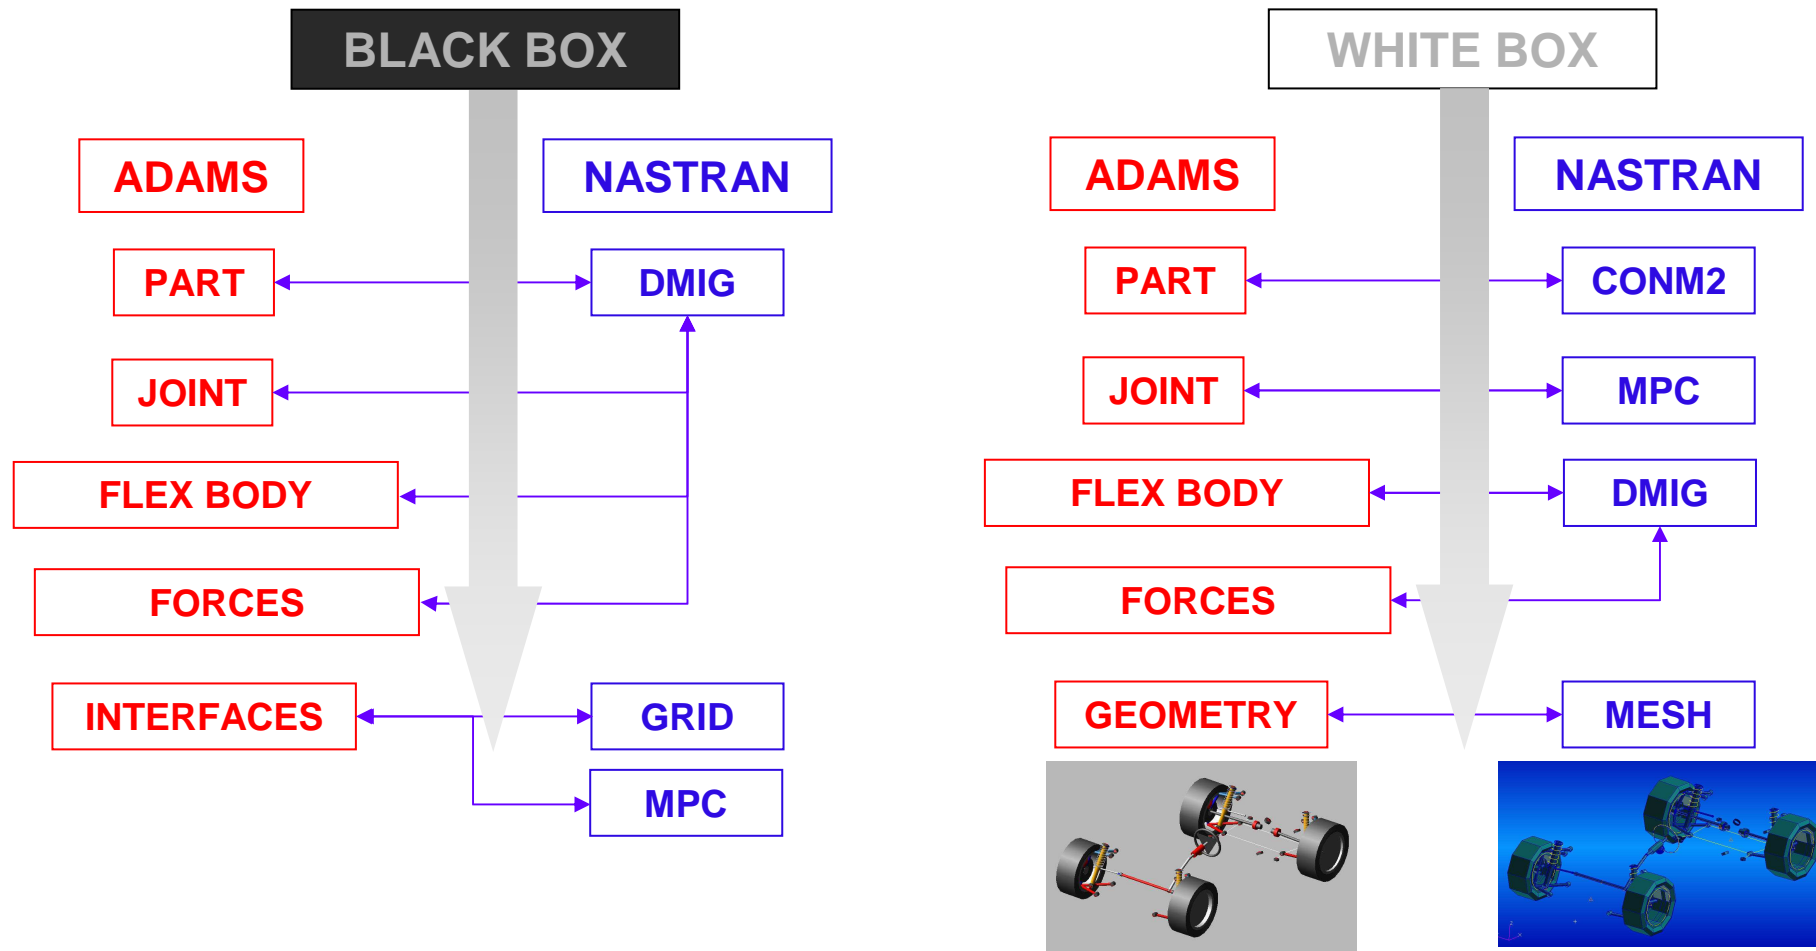 BLACK BOX
ADAMS
NASTRAN
PART
DMIG
JOINT
FLEX BODY
FORCES
INTERFACES
GRID
MPC
WHITE BOX
ADAMS
NASTRAN
PART
CONM2
JOINT
MPC
FLEX BODY
DMIG
FORCES
GEOMETRY
MESH